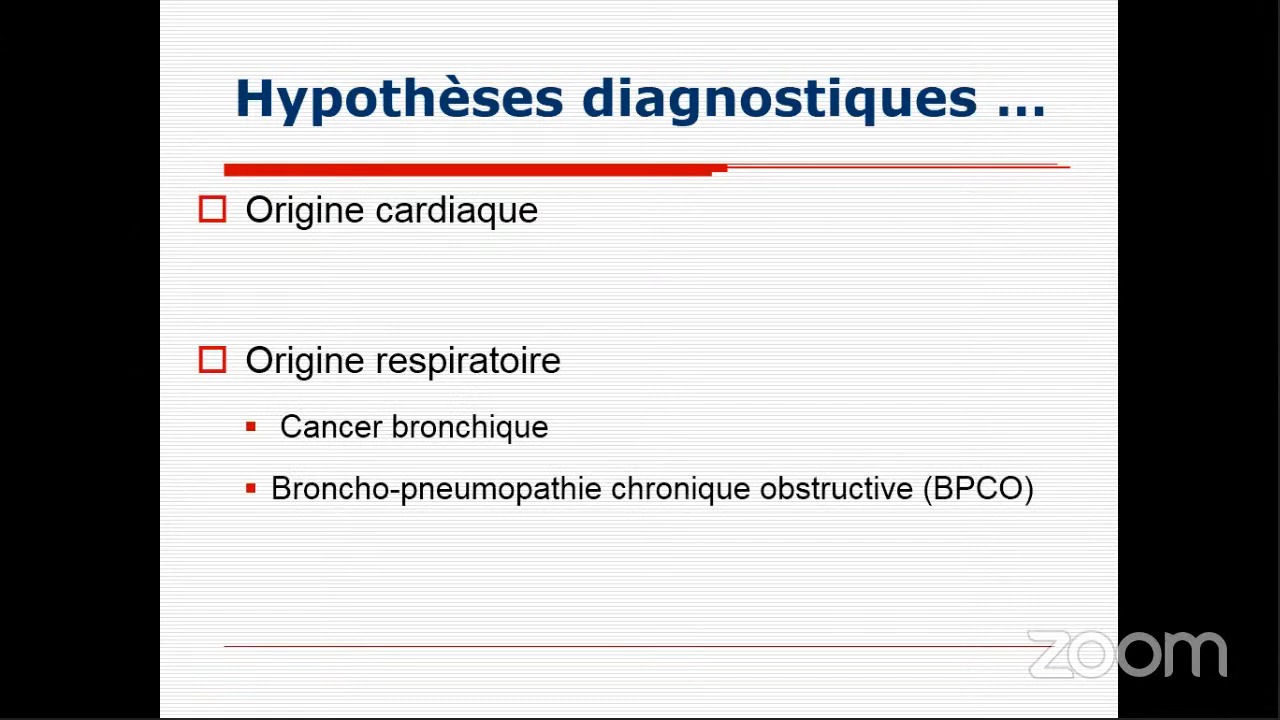 Hypothèses diagnostiques ...
Origine cardiaque
Origine respiratoire
Cancer bronchique
Broncho-pneumopathie chronique obstructive (BPCO)
zoom